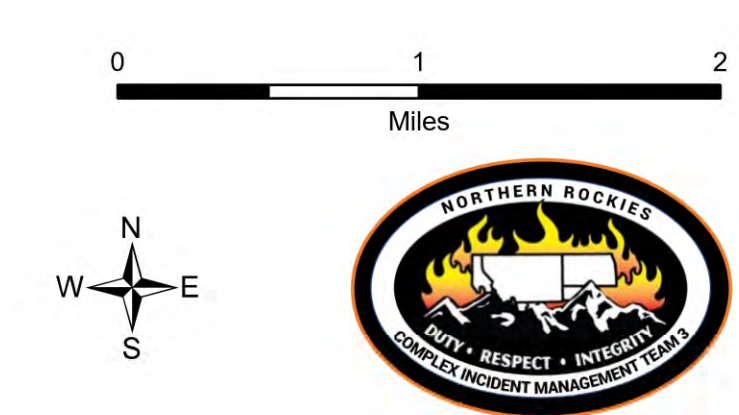 0 1 2
Miles
N
W E
S
NORTHERN ROCKIES
DUTY • RESPECT • INTEGRITY
COMPLEX INCIDENT MANAGEMENT TEAM 3